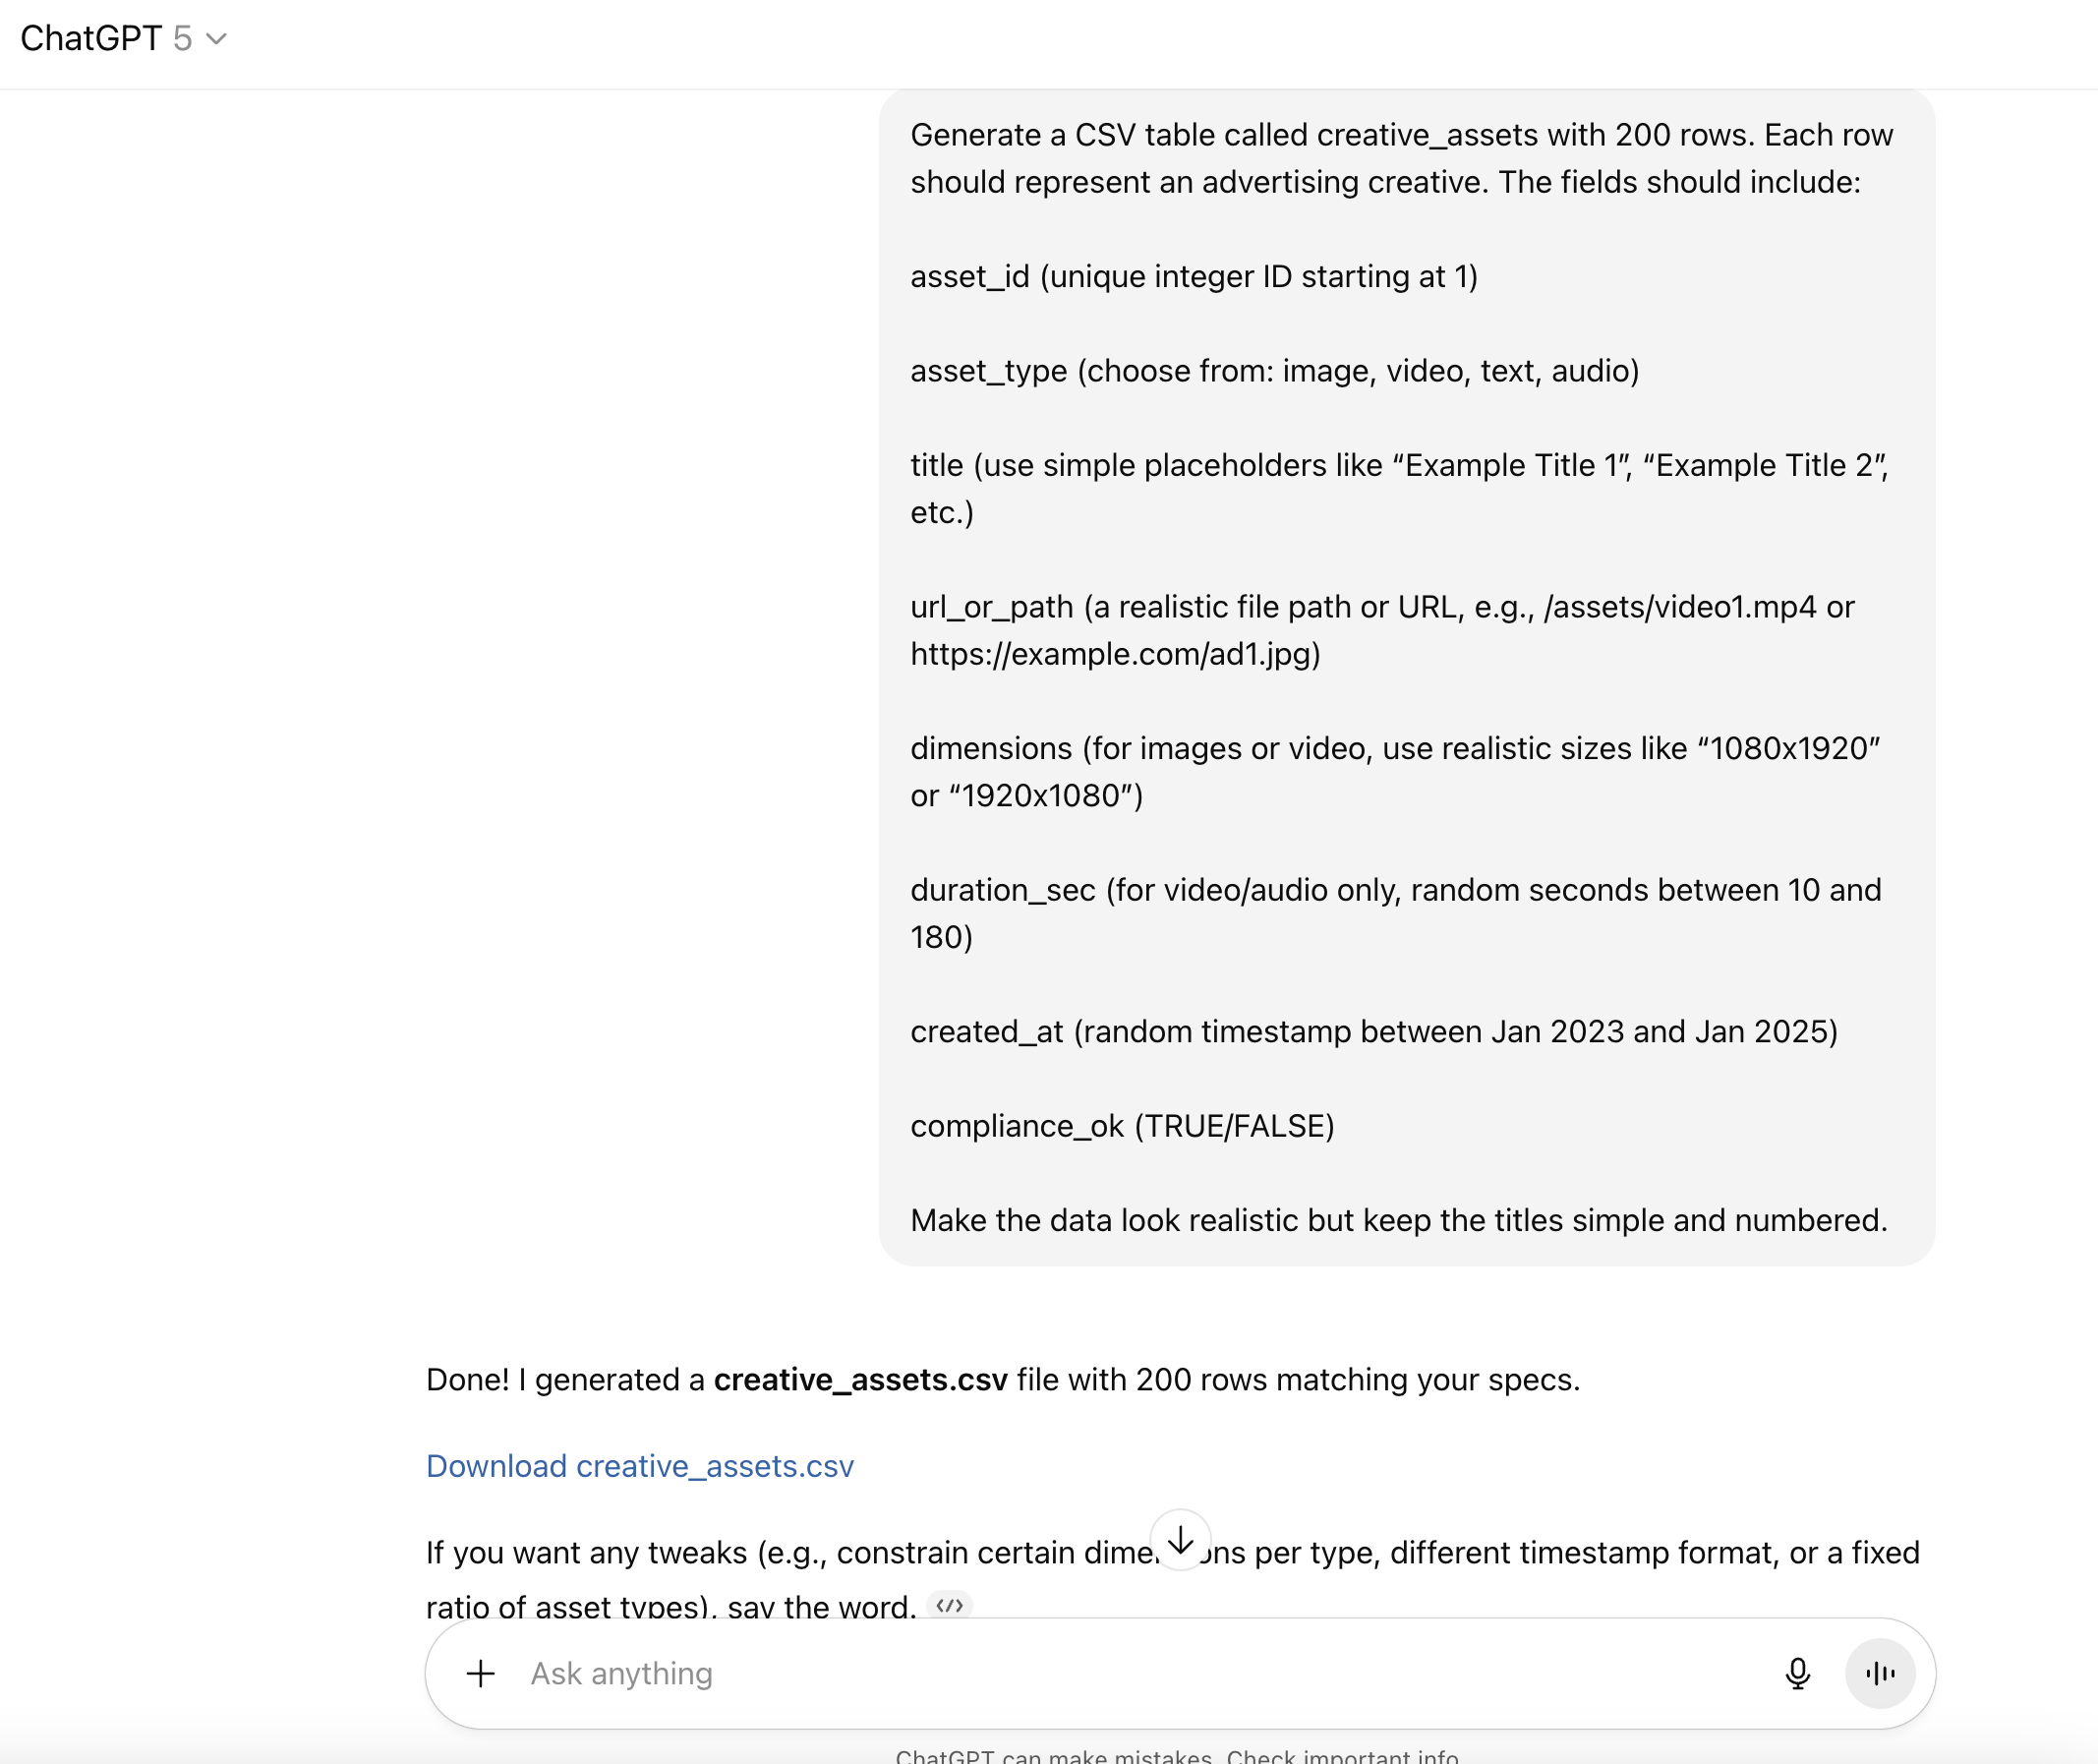 ChatGPT 5
Generate a CSV table called creative_assets with 200 rows. Each row
should represent an advertising creative. The fields should include:
asset_id (unique integer ID starting at 1)
asset_type (choose from: image, video, text, audio)
title (use simple placeholders like “Example Title 1”, “Example Title 2”,
etc.)
url_or_path (a realistic file path or URL, e.g., /assets/video1.mp4 or
https://example.com/ad1.jpg)
dimensions (for images or video, use realistic sizes like “1080x1920”
or “1920x1080”)
duration_sec (for video/audio only, random seconds between 10 and
180)
created_at (random timestamp between Jan 2023 and Jan 2025)
compliance_ok (TRUE/FALSE)
Make the data look realistic but keep the titles simple and numbered.
Done! I generated a creative_assets.csv file with 200 rows matching your specs.
Download creative_assets.csv
If you want any tweaks (e.g., constrain certain dimensions per type, different timestamp format, or a fixed
ratio of asset types), say the word.
Ask anything
ChatGPT can make mistakes. Check important info.